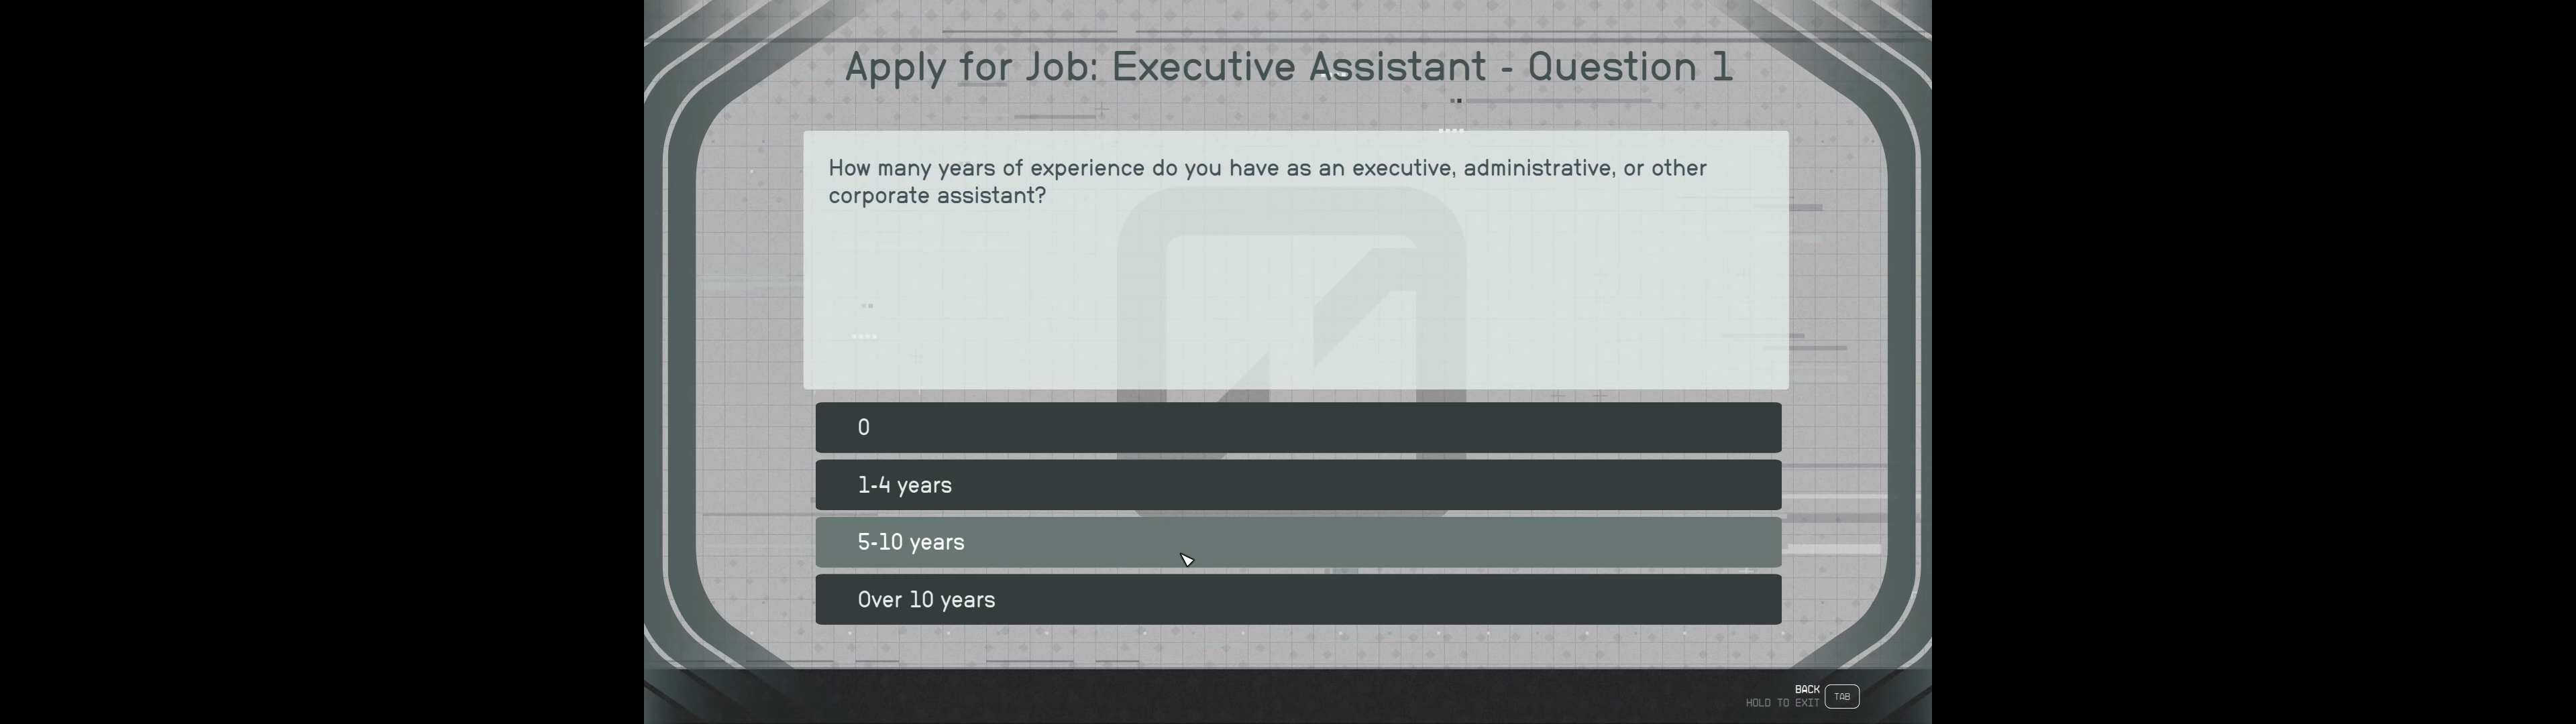 Apply for Job: Executive Assistant - Question 1
How many years of experience do you have as an executive, administrative, or other
corporate assistant?
0
1-4 years
5-10 years
Over 10 years
BACK
HOLD TO EXIT
TAB